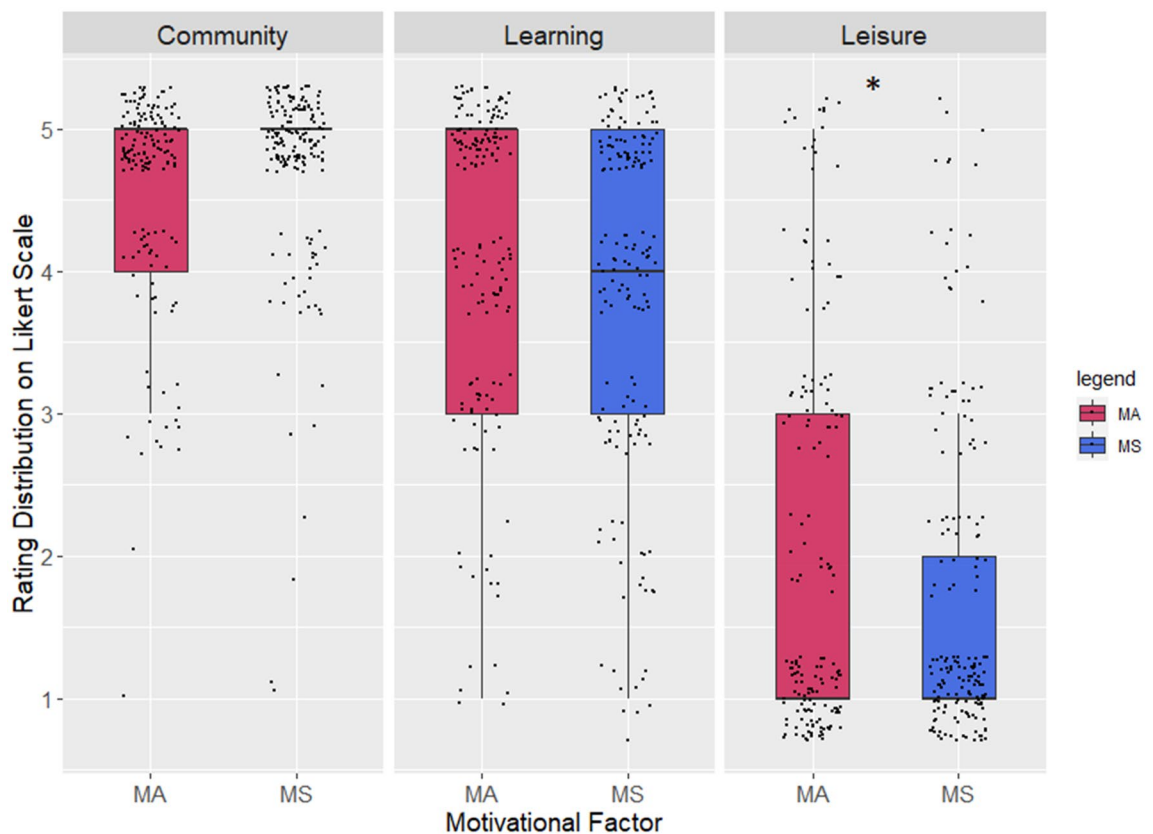 Community
Learning
Leisure
*
Rating Distribution on Likert Scale
5
4
3
2
1
legend
MA
MS
MA
MS
MA
MS
MA
MS
Motivational Factor